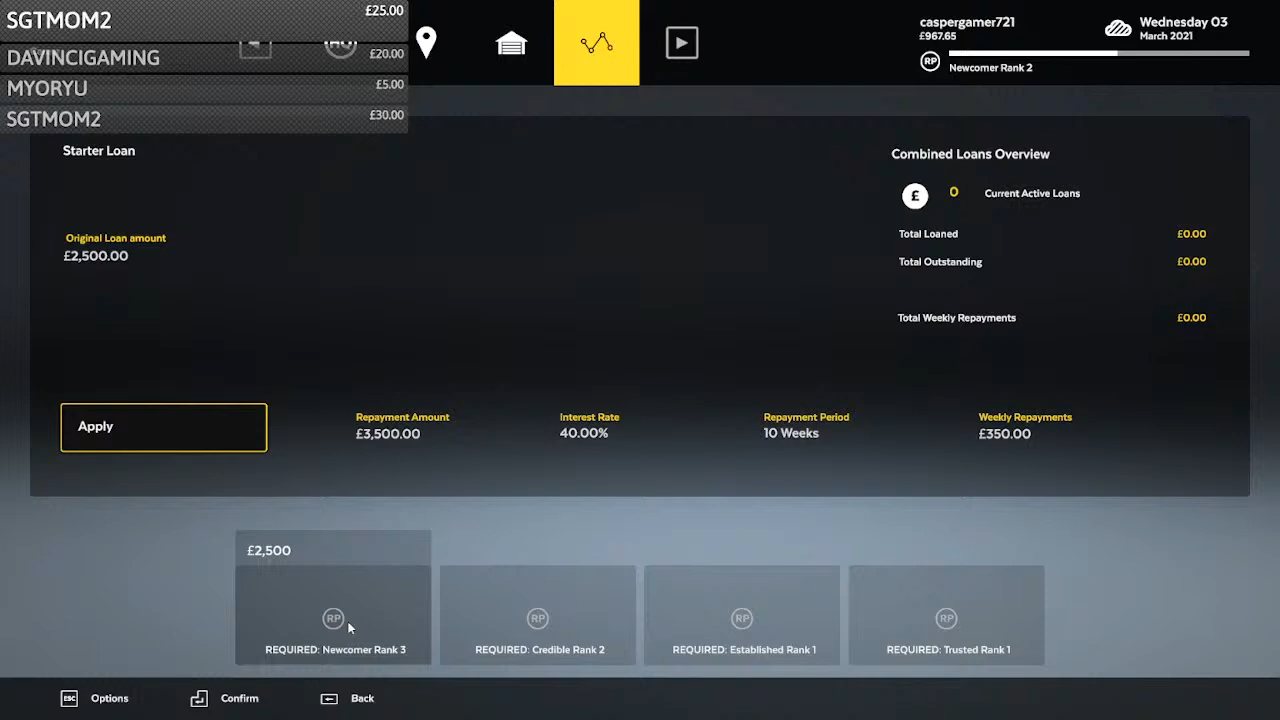 SGTMOM2 £25.00
DAVINCIGAMING £20.00
MYORYU £5.00
SGTMOM2 £30.00
caspergamer721
£967.65
Wednesday 03
March 2021
RP Newcomer Rank 2
Starter Loan
Original Loan amount
£2,500.00
Combined Loans Overview
£ 0 Current Active Loans
Total Loaned £0.00
Total Outstanding £0.00
Total Weekly Repayments £0.00
Apply
Repayment Amount
£3,500.00
Interest Rate
40.00%
Repayment Period
10 Weeks
Weekly Repayments
£350.00
£2,500
RP
REQUIRED: Newcomer Rank 3
RP
REQUIRED: Credible Rank 2
RP
REQUIRED: Established Rank 1
RP
REQUIRED: Trusted Rank 1
ESC Options Confirm Back